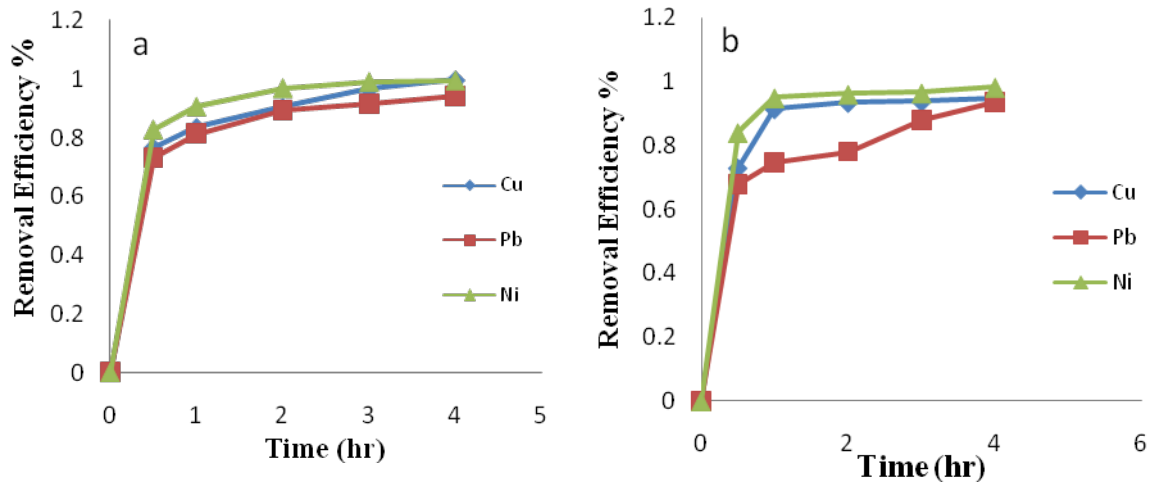 a
Removal Efficiency %
1.2
1
0.8
0.6
0.4
0.2
0
0 1 2 3 4 5
Time (hr)
Cu
Pb
Ni
b
Removal Efficiency %
1.2
1
0.8
0.6
0.4
0.2
0
0 2 4 6
Time (hr)
Cu
Pb
Ni